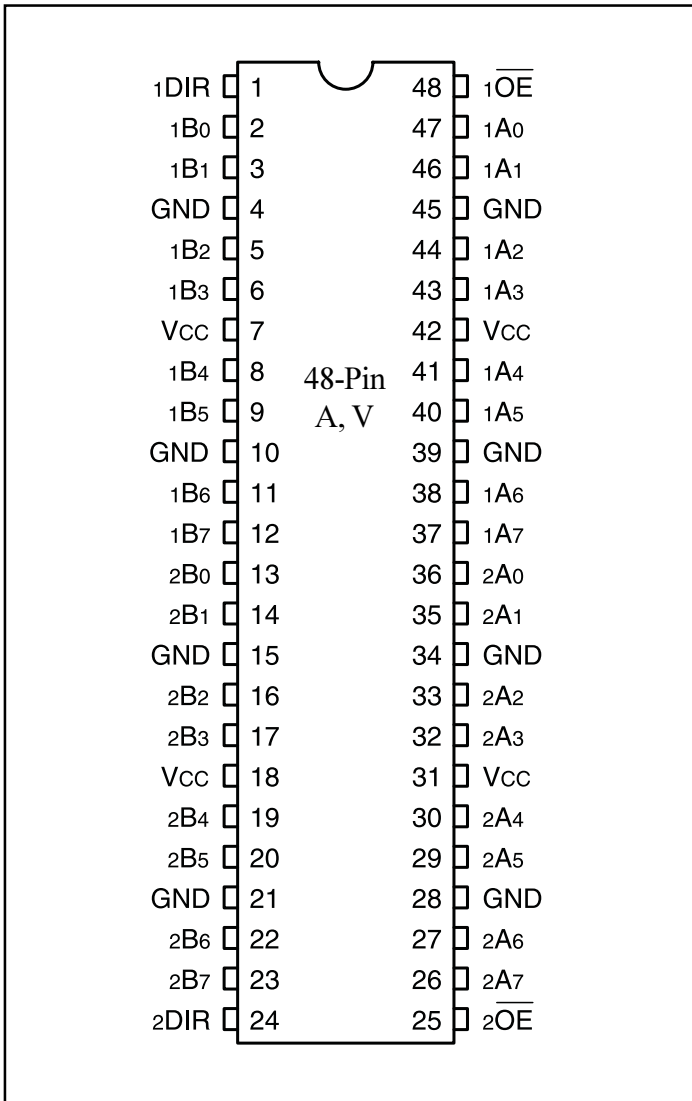 1DIR 1 48 1OE
1B0 2 47 1A0
1B1 3 46 1A1
GND 4 45 GND
1B2 5 44 1A2
1B3 6 43 1A3
VCC 7 42 VCC
1B4 8 41 1A4
48-Pin
1B5 9 40 1A5
A, V
GND 10 39 GND
1B6 11 38 1A6
1B7 12 37 1A7
2B0 13 36 2A0
2B1 14 35 2A1
GND 15 34 GND
2B2 16 33 2A2
2B3 17 32 2A3
VCC 18 31 VCC
2B4 19 30 2A4
2B5 20 29 2A5
GND 21 28 GND
2B6 22 27 2A6
2B7 23 26 2A7
2DIR 24 25 2OE